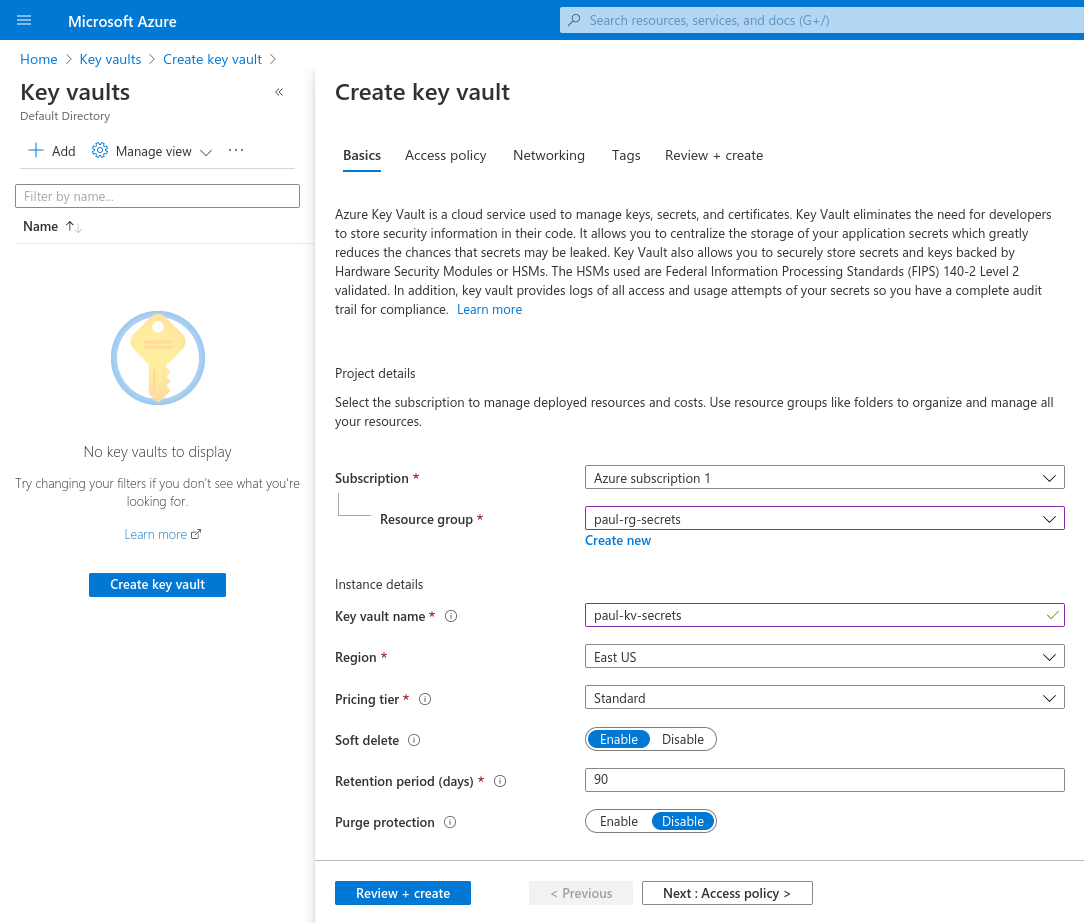 Microsoft Azure
Search resources, services, and docs (G+/)
Home > Key vaults > Create key vault >
Key vaults
«
Default Directory
+ Add Manage view ···
Filter by name...
Name ↑↓
No key vaults to display
Try changing your filters if you don't see what you're
looking for.
Learn more
Create key vault
Create key vault
Basics Access policy Networking Tags Review + create
Azure Key Vault is a cloud service used to manage keys, secrets, and certificates. Key Vault eliminates the need for developers
to store security information in their code. It allows you to centralize the storage of your application secrets which greatly
reduces the chances that secrets may be leaked. Key Vault also allows you to securely store secrets and keys backed by
Hardware Security Modules or HSMs. The HSMs used are Federal Information Processing Standards (FIPS) 140-2 Level 2
validated. In addition, key vault provides logs of all access and usage attempts of your secrets so you have a complete audit
trail for compliance. Learn more
Project details
Select the subscription to manage deployed resources and costs. Use resource groups like folders to organize and manage all
your resources.
Subscription * Azure subscription 1
Resource group * paul-rg-secrets
Create new
Instance details
Key vault name * paul-kv-secrets
Region * East US
Pricing tier * Standard
Soft delete Enable Disable
Retention period (days) * 90
Purge protection Enable Disable
Review + create < Previous Next : Access policy >